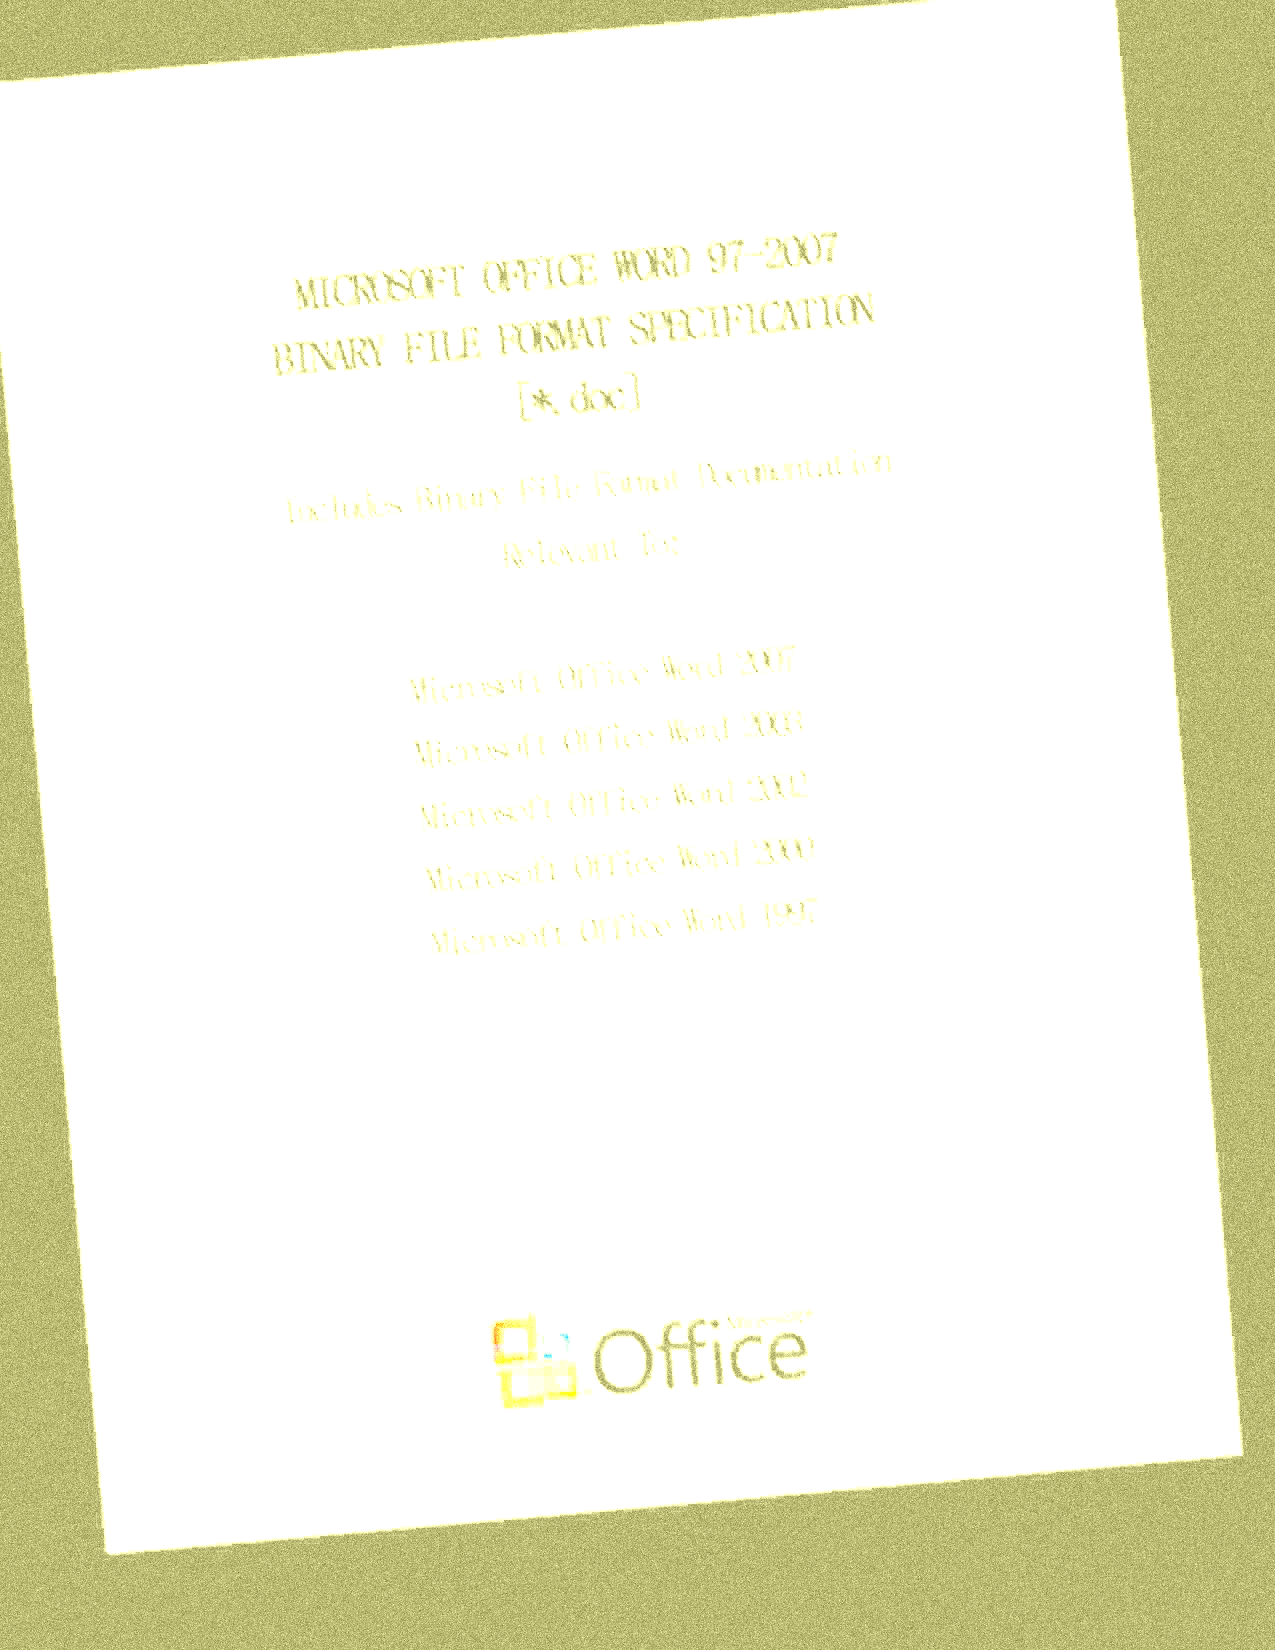 MICROSOFT OFFICE WORD 97-2007
BINARY FILE FORMAT SPECIFICATION
[*.doc]
Includes Binary File Format Documentation
Relevant To:
Microsoft Office Word 2007
Microsoft Office Word 2003
Microsoft Office Word 2002
Microsoft Office Word 2000
Microsoft Office Word 1997
Microsoft®
Office